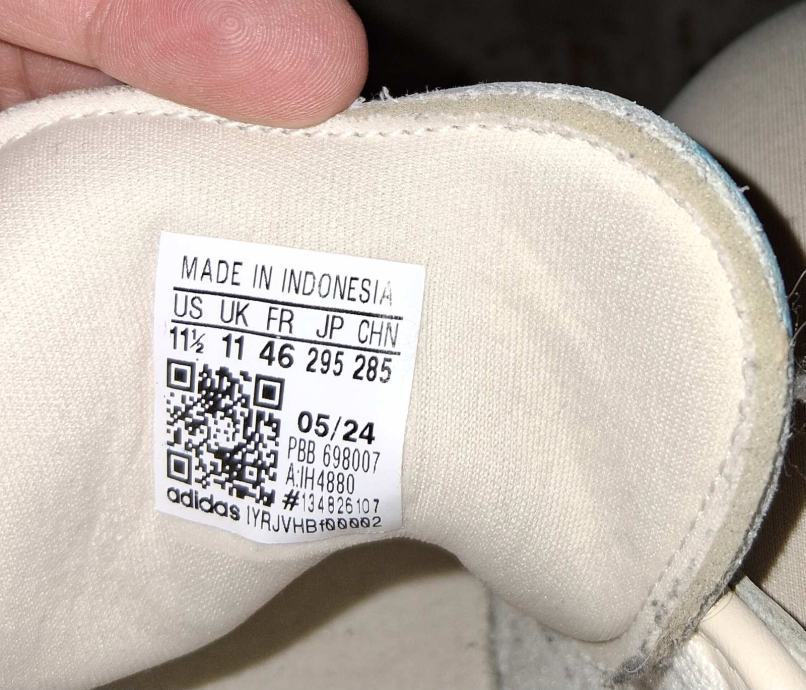 MADE IN INDONESIA
US UK FR JP CHN
11½ 11 46 295 285
05/24
PBB 698007
A:IH4880
#134826107
adidas IYRJVHBf00002